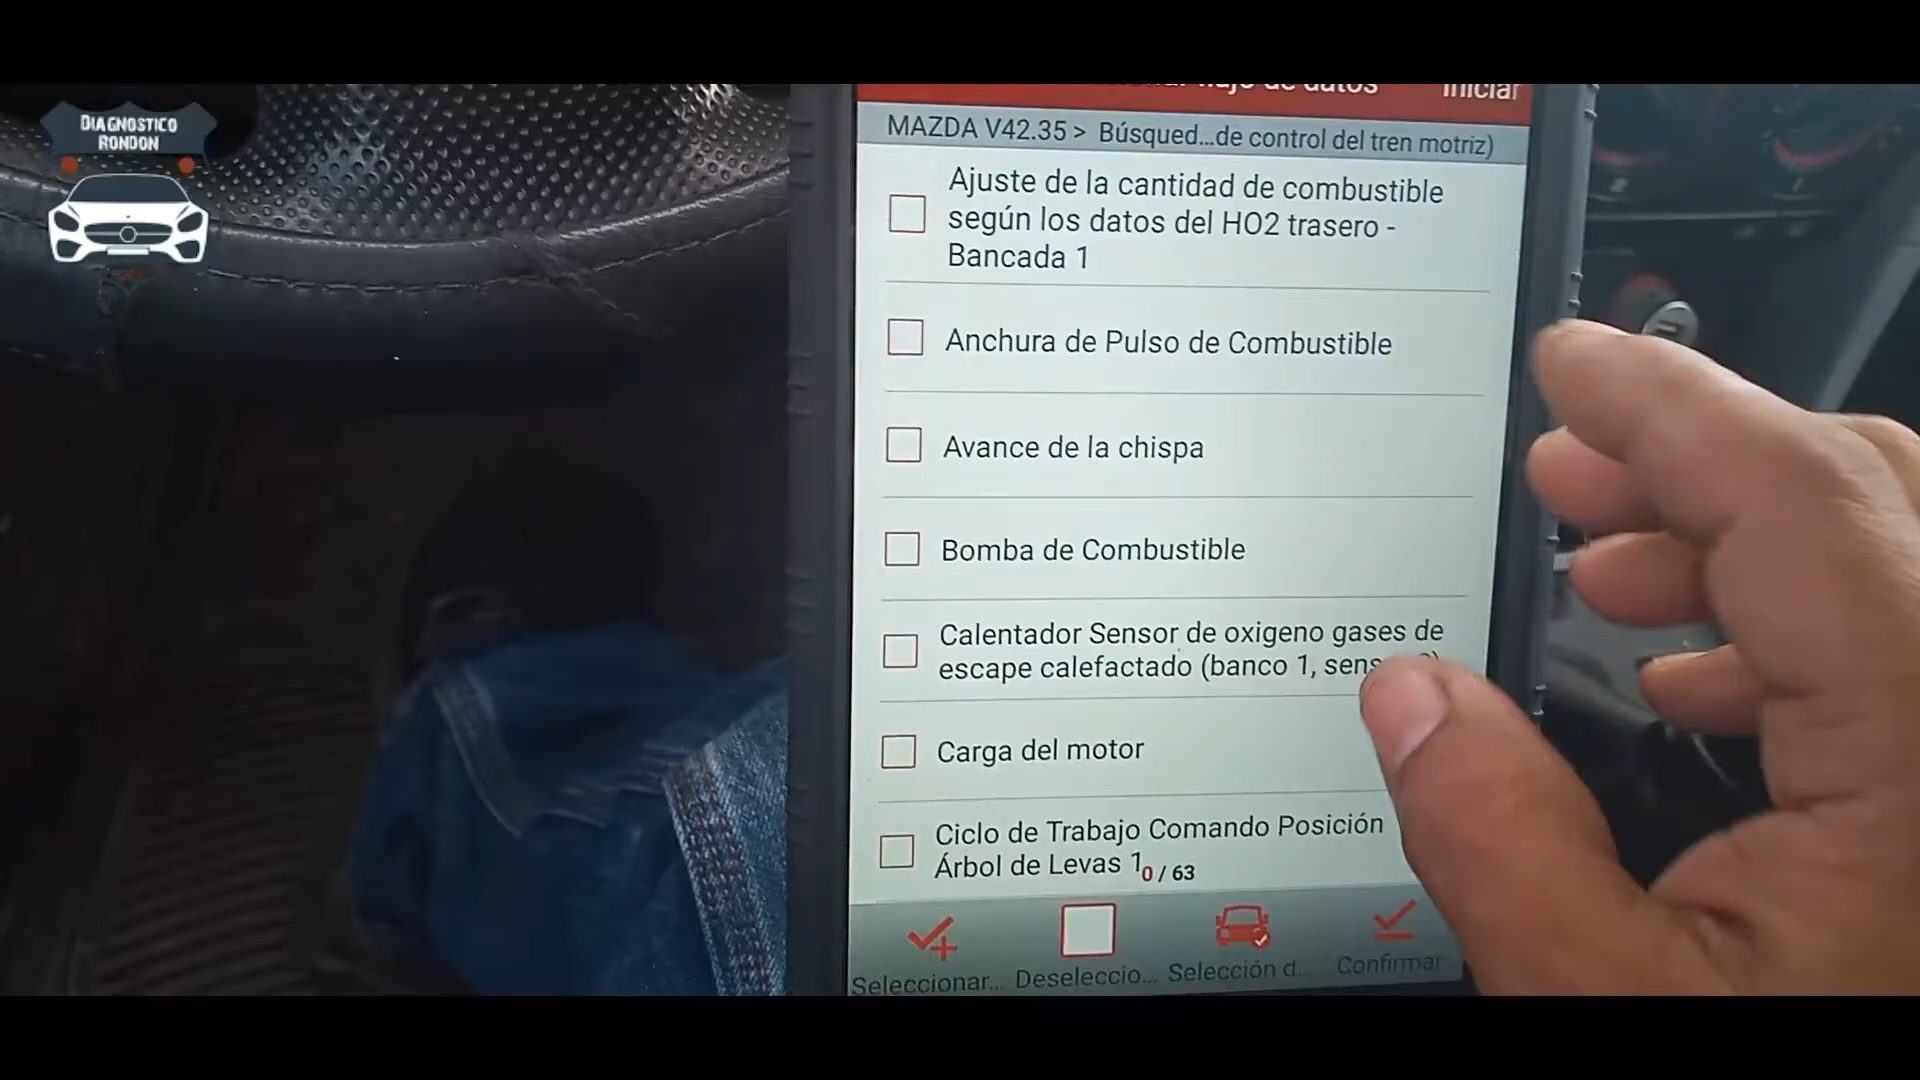 DIAGNOSTICO
RONDON
flujo de datos
Iniciar
MAZDA V42.35 > Búsqued...de control del tren motriz)
Ajuste de la cantidad de combustible
según los datos del HO2 trasero -
Bancada 1
Anchura de Pulso de Combustible
Avance de la chispa
Bomba de Combustible
Calentador Sensor de oxigeno gases de
escape calefactado (banco 1,
Carga del motor
Ciclo de Trabajo Comando Posición
Árbol de Levas 1
0 / 63
Seleccionar... Deseleccio... Selección d... Confirmar